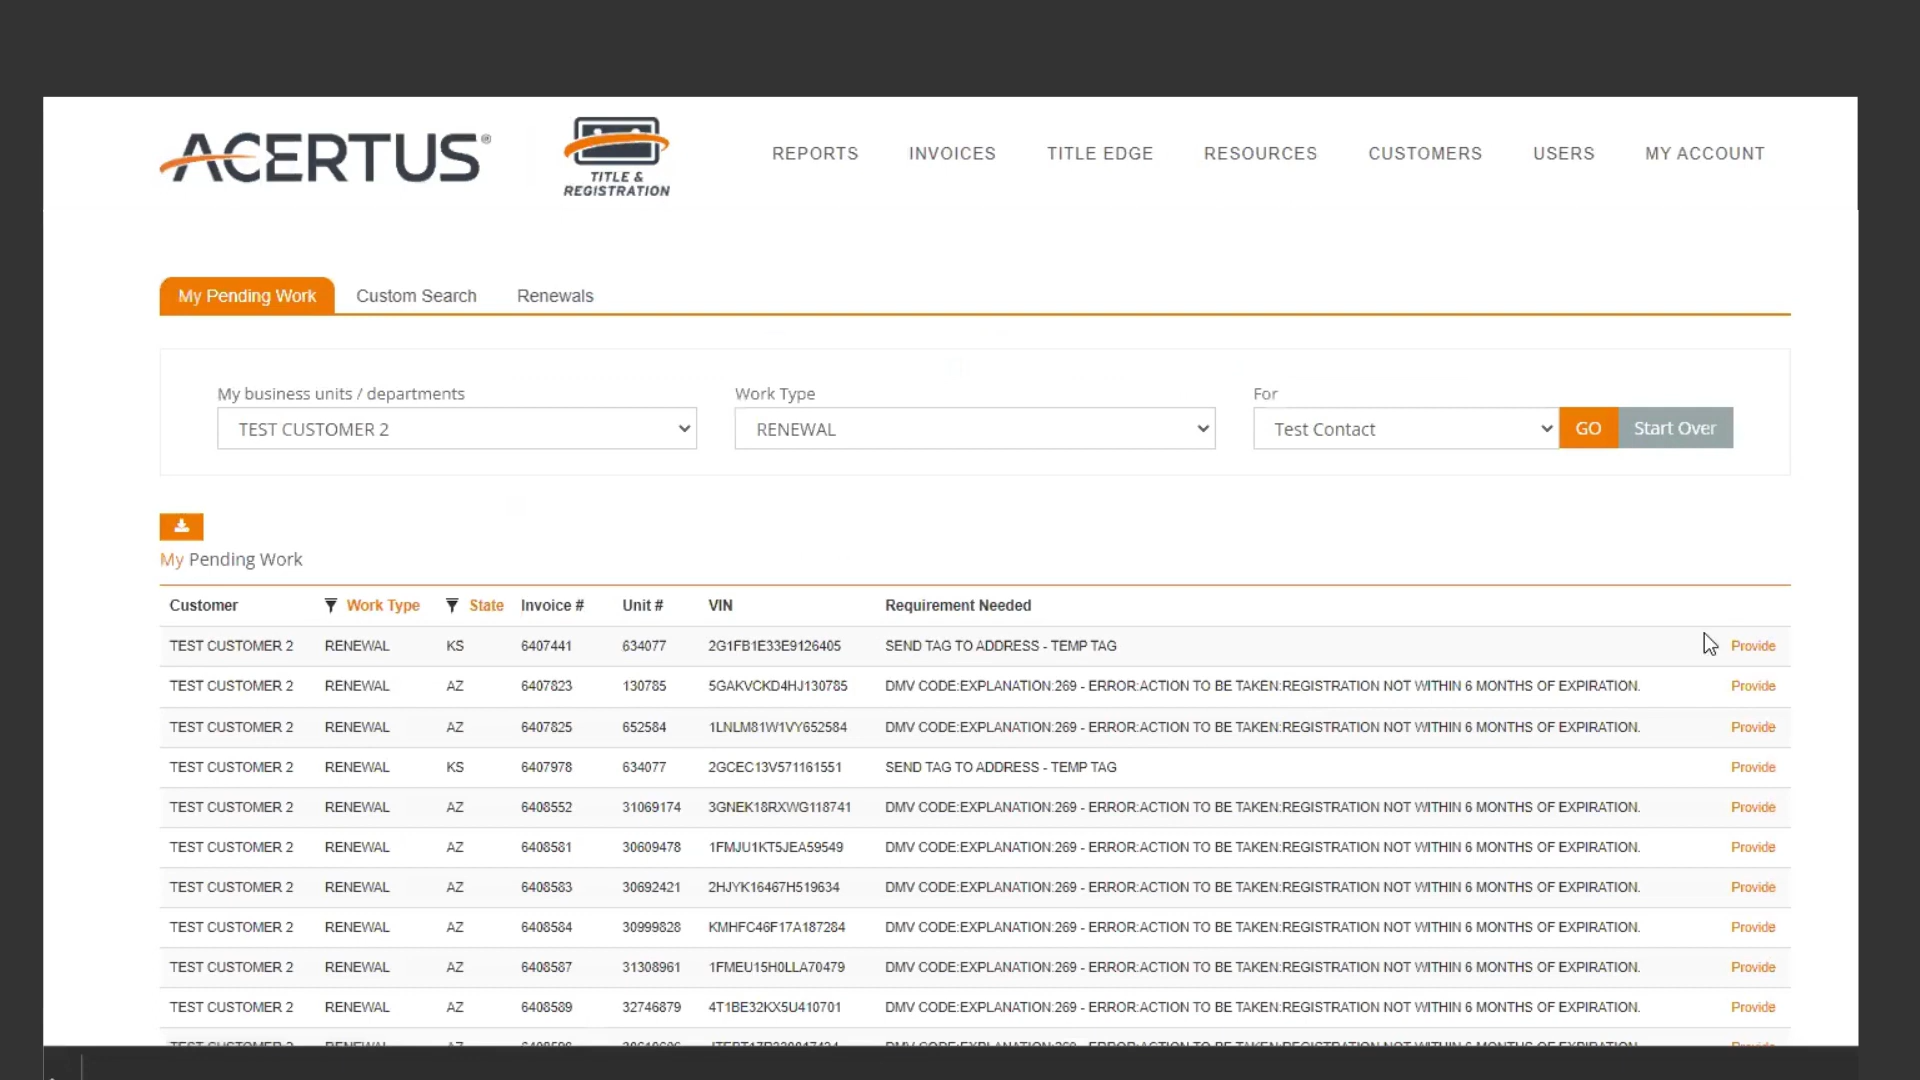 ACERTUS®
TITLE &
REGISTRATION
REPORTS INVOICES TITLE EDGE RESOURCES CUSTOMERS USERS MY ACCOUNT
My Pending Work Custom Search Renewals
My business units / departments Work Type For
TEST CUSTOMER 2 RENEWAL Test Contact GO Start Over
My Pending Work
Customer Work Type State Invoice # Unit # VIN Requirement Needed
TEST CUSTOMER 2 RENEWAL KS 6407441 634077 2G1FB1E33E9126405 SEND TAG TO ADDRESS - TEMP TAG Provide
TEST CUSTOMER 2 RENEWAL AZ 6407823 130785 5GAKVCKD4HJ130785 DMV CODE:EXPLANATION:269 - ERROR:ACTION TO BE TAKEN:REGISTRATION NOT WITHIN 6 MONTHS OF EXPIRATION. Provide
TEST CUSTOMER 2 RENEWAL AZ 6407825 652584 1LNLM81W1VY652584 DMV CODE:EXPLANATION:269 - ERROR:ACTION TO BE TAKEN:REGISTRATION NOT WITHIN 6 MONTHS OF EXPIRATION. Provide
TEST CUSTOMER 2 RENEWAL KS 6407978 634077 2GCEC13V571161551 SEND TAG TO ADDRESS - TEMP TAG Provide
TEST CUSTOMER 2 RENEWAL AZ 6408552 31069174 3GNEK18RXWG118741 DMV CODE:EXPLANATION:269 - ERROR:ACTION TO BE TAKEN:REGISTRATION NOT WITHIN 6 MONTHS OF EXPIRATION. Provide
TEST CUSTOMER 2 RENEWAL AZ 6408581 30609478 1FMJU1KT5JEA59549 DMV CODE:EXPLANATION:269 - ERROR:ACTION TO BE TAKEN:REGISTRATION NOT WITHIN 6 MONTHS OF EXPIRATION. Provide
TEST CUSTOMER 2 RENEWAL AZ 6408583 30692421 2HJYK16467H519634 DMV CODE:EXPLANATION:269 - ERROR:ACTION TO BE TAKEN:REGISTRATION NOT WITHIN 6 MONTHS OF EXPIRATION. Provide
TEST CUSTOMER 2 RENEWAL AZ 6408584 30999828 KMHFC46F17A187284 DMV CODE:EXPLANATION:269 - ERROR:ACTION TO BE TAKEN:REGISTRATION NOT WITHIN 6 MONTHS OF EXPIRATION. Provide
TEST CUSTOMER 2 RENEWAL AZ 6408587 31308961 1FMEU15H0LLA70479 DMV CODE:EXPLANATION:269 - ERROR:ACTION TO BE TAKEN:REGISTRATION NOT WITHIN 6 MONTHS OF EXPIRATION. Provide
TEST CUSTOMER 2 RENEWAL AZ 6408589 32746879 4T1BE32KX5U410701 DMV CODE:EXPLANATION:269 - ERROR:ACTION TO BE TAKEN:REGISTRATION NOT WITHIN 6 MONTHS OF EXPIRATION. Provide